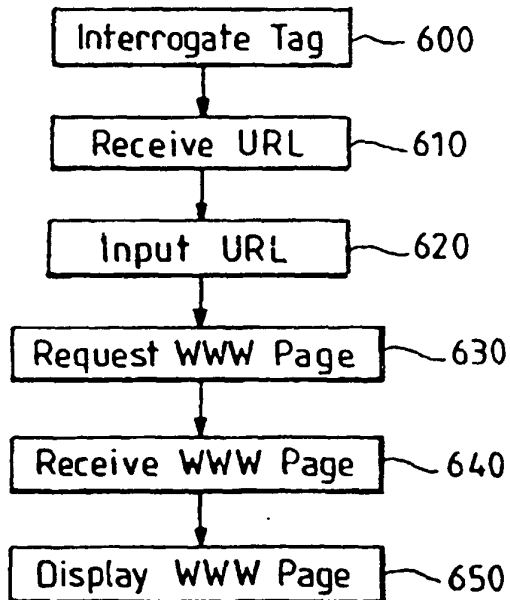 Interrogate Tag 600
Receive URL 610
Input URL 620
Request WWW Page 630
Receive WWW Page 640
Display WWW Page 650